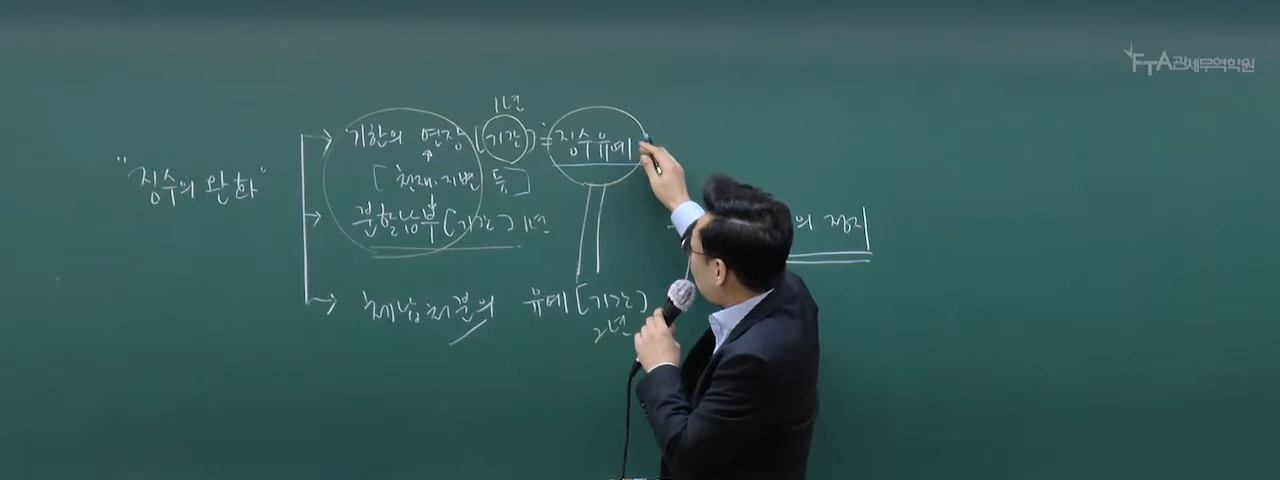 FTA관세무역학원
1년
기한의 연장 (기간) = 징수유예
"징수의 완화"
[천재·지변 등]
분할납부 (기간) 1년
의 정지
체납처분의 유예 (기간)
2년